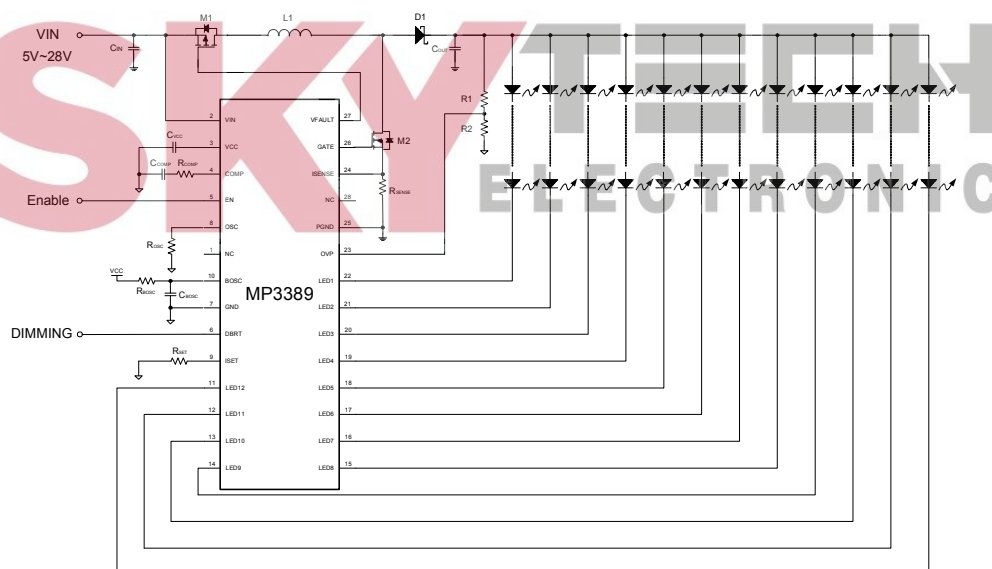 SKYTECH
ELECTRONIC
M1
L1
D1
VIN
5V~28V
CIN
COUT
R1
R2
M2
RSENSE
CVCC
CCOMP
RCOMP
Enable
ROSC
VCC
RBOSC
CBOSC
DIMMING
RSET
MP3389
2 VIN
3 VCC
4 COMP
5 EN
8 OSC
1 NC
10 BOSC
7 GND
6 DBRT
9 ISET
11 LED12
12 LED11
13 LED10
14 LED9
VFAULT 27
GATE 26
ISENSE 24
NC 28
PGND 25
OVP 23
LED1 22
LED2 21
LED3 20
LED4 19
LED5 18
LED6 17
LED7 16
LED8 15